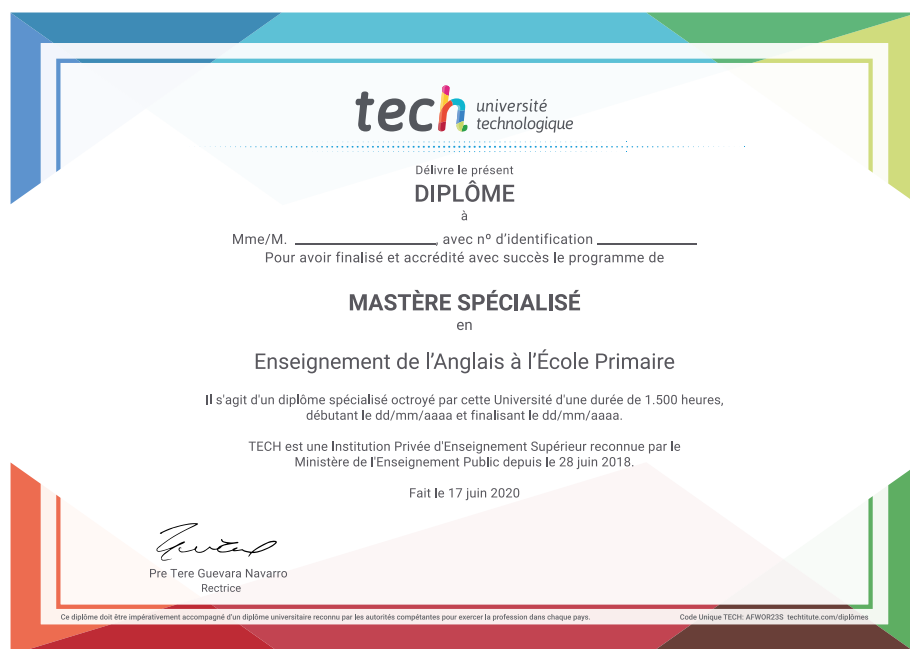 tech université
technologique
Délivre le présent
DIPLÔME
à
Mme/M. ____________, avec nº d'identification ____________
Pour avoir finalisé et accrédité avec succès le programme de
MASTÈRE SPÉCIALISÉ
en
Enseignement de l'Anglais à l'École Primaire
Il s'agit d'un diplôme spécialisé octroyé par cette Université d'une durée de 1.500 heures,
débutant le dd/mm/aaaa et finalisant le dd/mm/aaaa.
TECH est une Institution Privée d'Enseignement Supérieur reconnue par le
Ministère de l'Enseignement Public depuis le 28 juin 2018.
Fait le 17 juin 2020
Pre Tere Guevara Navarro
Rectrice
Ce diplôme doit être impérativement accompagné d'un diplôme universitaire reconnu par les autorités compétentes pour exercer la profession dans chaque pays.
Code Unique TECH: AFWOR23S techtitute.com/diplômes